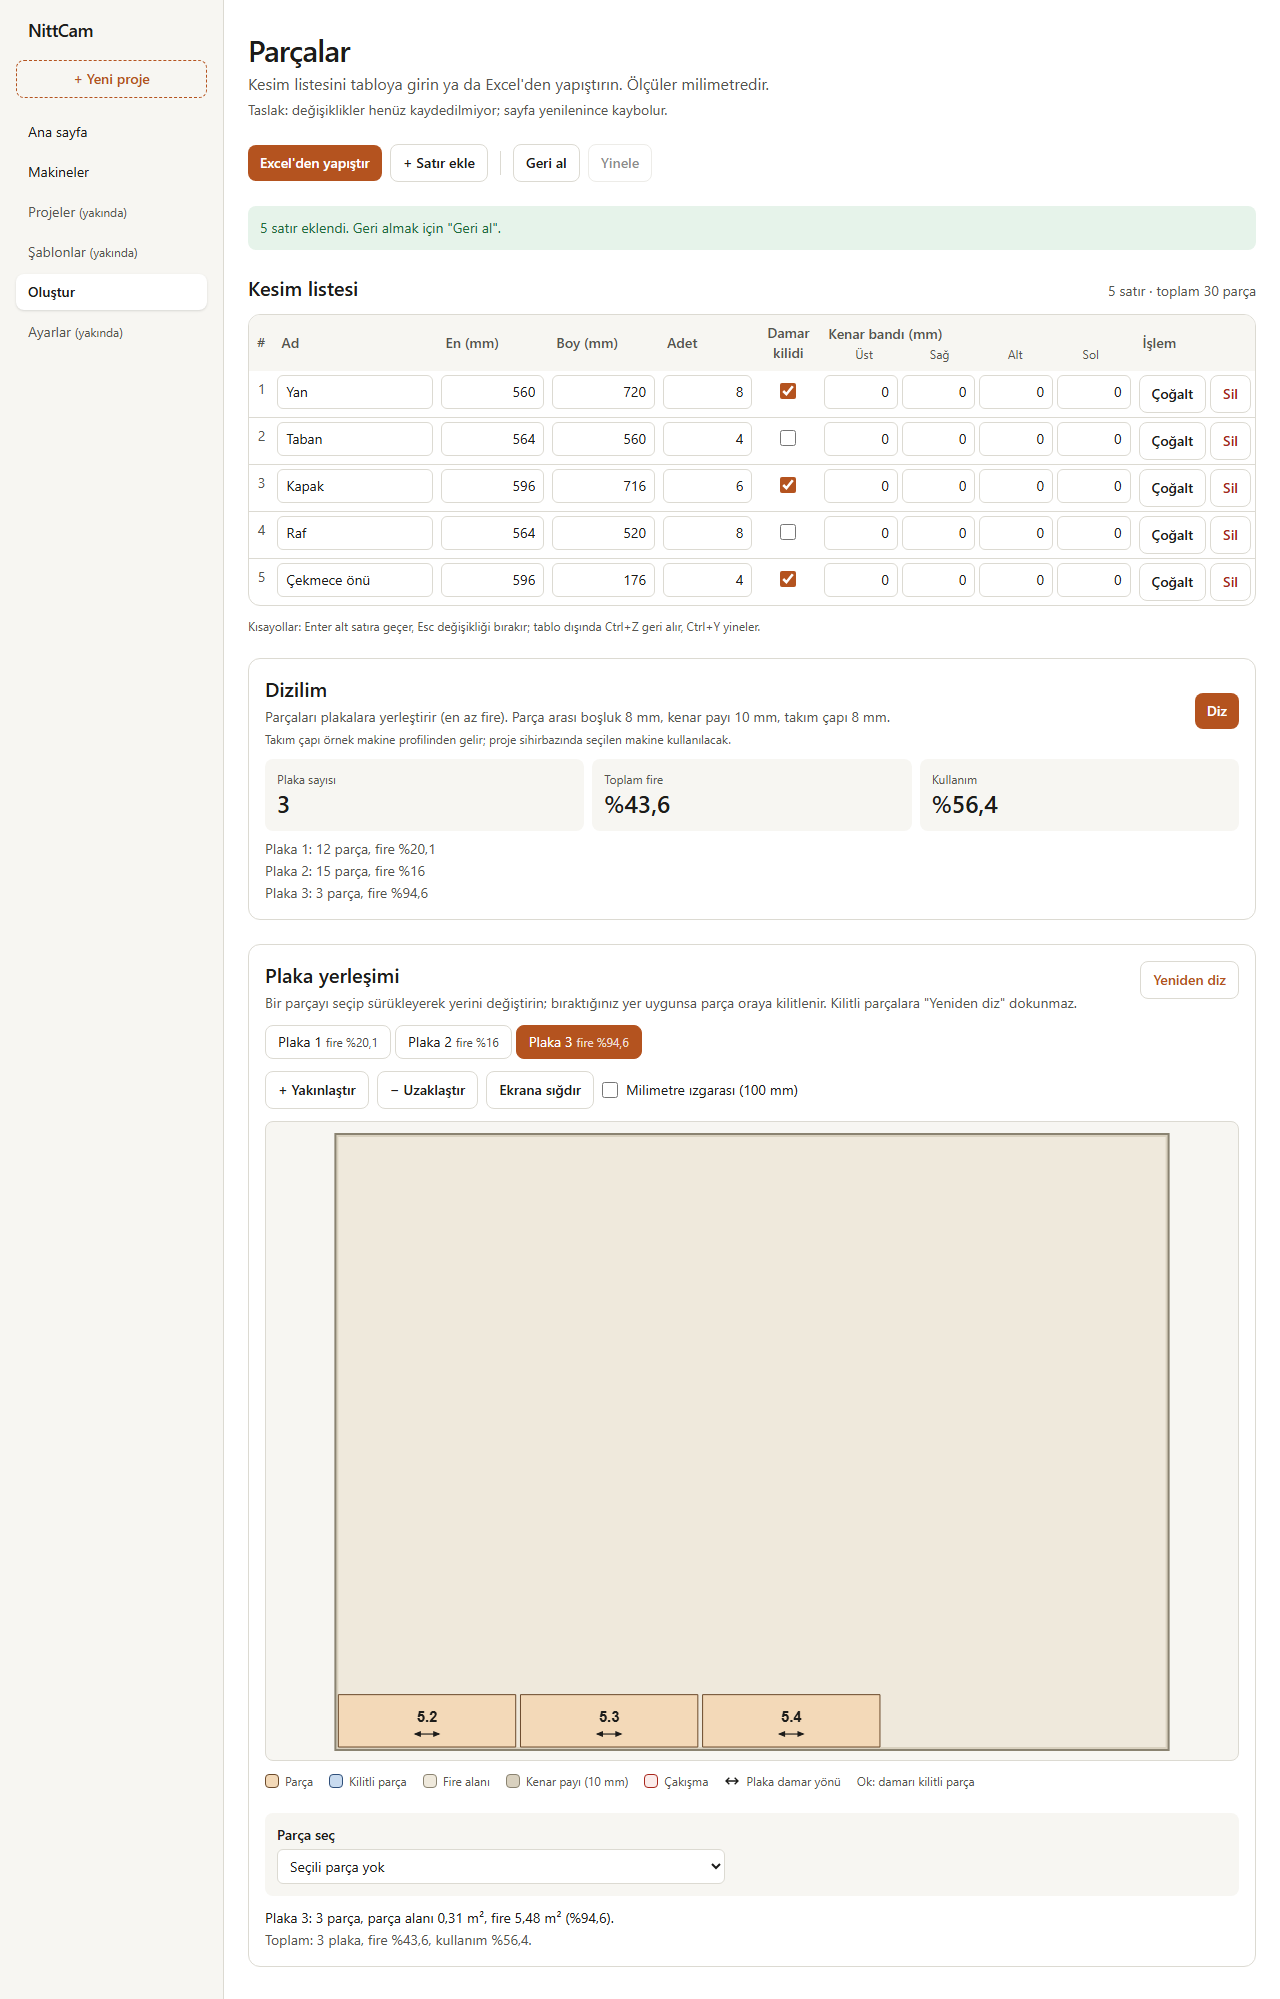 NittCam
+ Yeni proje
Ana sayfa
Makineler
Projeler (yakında)
Şablonlar (yakında)
Oluştur
Ayarlar (yakında)
Parçalar
Kesim listesini tabloya girin ya da Excel'den yapıştırın. Ölçüler milimetredir.
Taslak: değişiklikler henüz kaydedilmiyor; sayfa yenilenince kaybolur.
Excel'den yapıştır + Satır ekle Geri al Yinele
5 satır eklendi. Geri almak için "Geri al".
Kesim listesi 5 satır · toplam 30 parça
# Ad En (mm) Boy (mm) Adet Damar kilidi Kenar bandı (mm) Üst Sağ Alt Sol İşlem
1 Yan 560 720 8 0 0 0 0 Çoğalt Sil
2 Taban 564 560 4 0 0 0 0 Çoğalt Sil
3 Kapak 596 716 6 0 0 0 0 Çoğalt Sil
4 Raf 564 520 8 0 0 0 0 Çoğalt Sil
5 Çekmece önü 596 176 4 0 0 0 0 Çoğalt Sil
Kısayollar: Enter alt satıra geçer, Esc değişikliği bırakır; tablo dışında Ctrl+Z geri alır, Ctrl+Y yineler.
Dizilim
Parçaları plakalara yerleştirir (en az fire). Parça arası boşluk 8 mm, kenar payı 10 mm, takım çapı 8 mm.
Takım çapı örnek makine profilinden gelir; proje sihirbazında seçilen makine kullanılacak.
Diz
Plaka sayısı Toplam fire Kullanım
3 %43,6 %56,4
Plaka 1: 12 parça, fire %20,1
Plaka 2: 15 parça, fire %16
Plaka 3: 3 parça, fire %94,6
Plaka yerleşimi
Bir parçayı seçip sürükleyerek yerini değiştirin; bıraktığınız yer uygunsa parça oraya kilitlenir. Kilitli parçalara "Yeniden diz" dokunmaz.
Yeniden diz
Plaka 1 fire %20,1 Plaka 2 fire %16 Plaka 3 fire %94,6
+ Yakınlaştır − Uzaklaştır Ekrana sığdır Milimetre ızgarası (100 mm)
5.2 5.3 5.4
Parça Kilitli parça Fire alanı Kenar payı (10 mm) Çakışma ↔ Plaka damar yönü Ok: damarı kilitli parça
Parça seç
Seçili parça yok
Plaka 3: 3 parça, parça alanı 0,31 m², fire 5,48 m² (%94,6).
Toplam: 3 plaka, fire %43,6, kullanım %56,4.